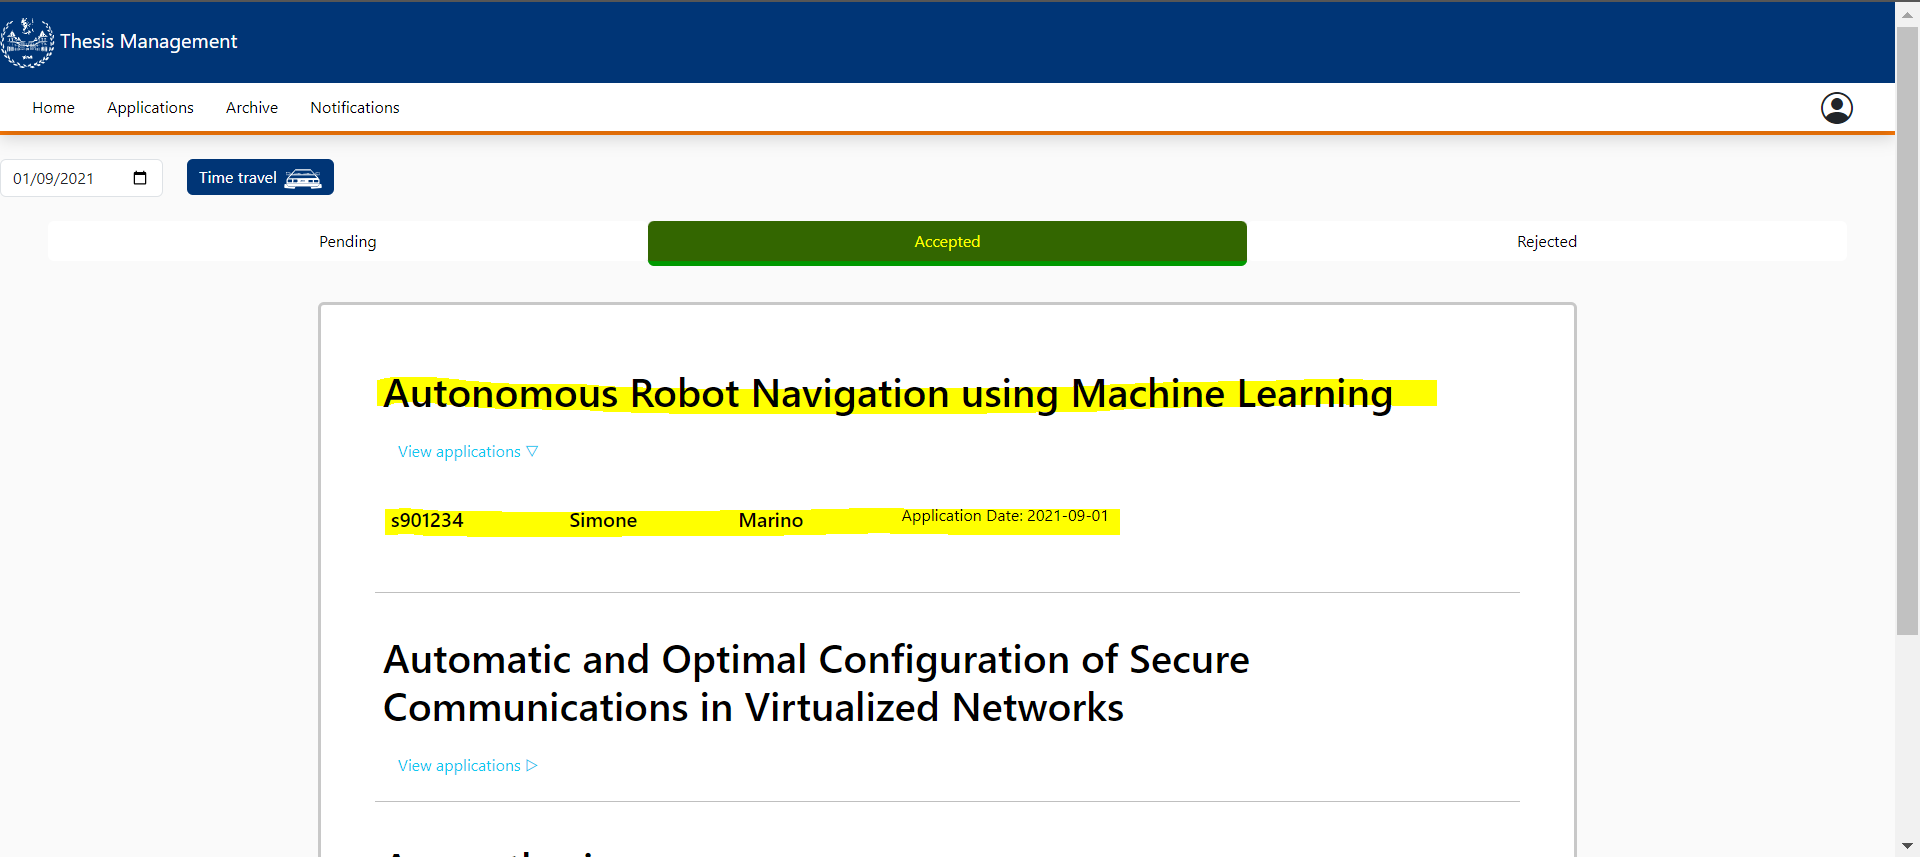 Thesis Management
Home Applications Archive Notifications
01/09/2021 Time travel
Pending Accepted Rejected
Autonomous Robot Navigation using Machine Learning
View applications ▽
s901234 Simone Marino Application Date: 2021-09-01
Automatic and Optimal Configuration of Secure
Communications in Virtualized Networks
View applications ▷